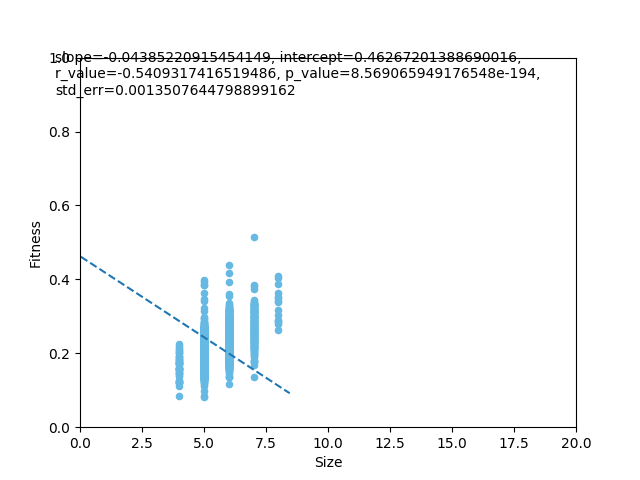 slope=-0.04385220915454149, intercept=0.46267201388690016,
r_value=-0.5409317416519486, p_value=8.569065949176548e-194,
std_err=0.0013507644798899162
1.0
0.8
0.6
0.4
0.2
0.0
Fitness
0.0 2.5 5.0 7.5 10.0 12.5 15.0 17.5 20.0
Size